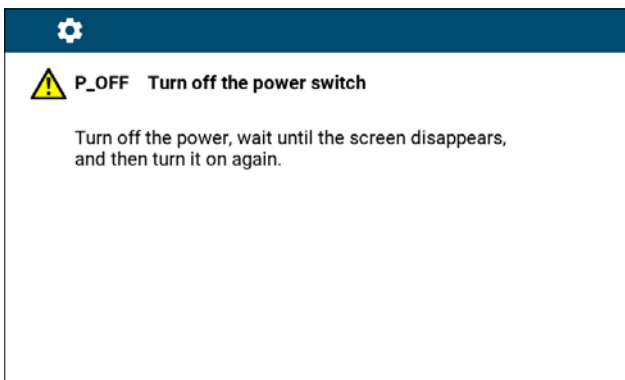 P_OFF Turn off the power switch
Turn off the power, wait until the screen disappears,
and then turn it on again.